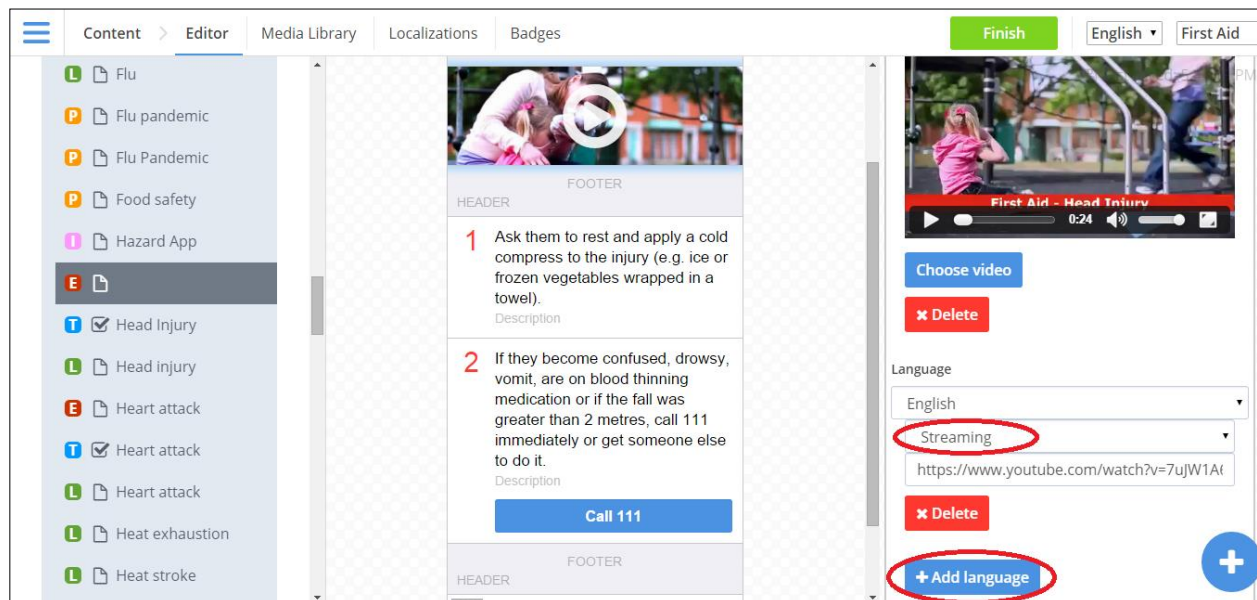 Content > Editor Media Library Localizations Badges Finish English First Aid
L Flu
P Flu pandemic
P Flu Pandemic
P Food safety
I Hazard App
E
T Head Injury
L Head injury
E Heart attack
T Heart attack
L Heart attack
L Heat exhaustion
L Heat stroke
FOOTER
HEADER
1 Ask them to rest and apply a cold
compress to the injury (e.g. ice or
frozen vegetables wrapped in a
towel).
Description
2 If they become confused, drowsy,
vomit, are on blood thinning
medication or if the fall was
greater than 2 metres, call 111
immediately or get someone else
to do it.
Description
Call 111
FOOTER
HEADER
PM
First Aid - Head Injury
0:24
Choose video
× Delete
Language
English
Streaming
https://www.youtube.com/watch?v=7uJW1A
× Delete
+ Add language
+